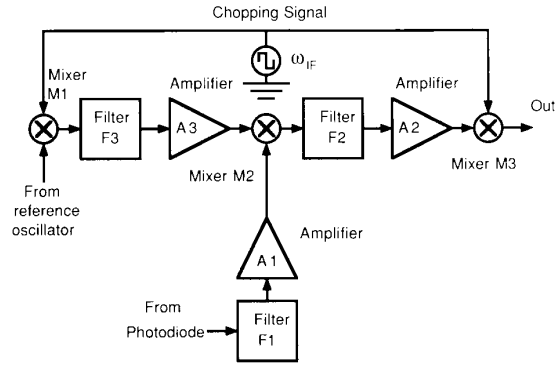 Chopping Signal
Mixer
M1
ωIF
Amplifier
Amplifier
Filter
F3
A3
Filter
F2
A2
Out
From
reference
oscillator
Mixer M2
Mixer M3
A1
Amplifier
From
Photodiode
Filter
F1